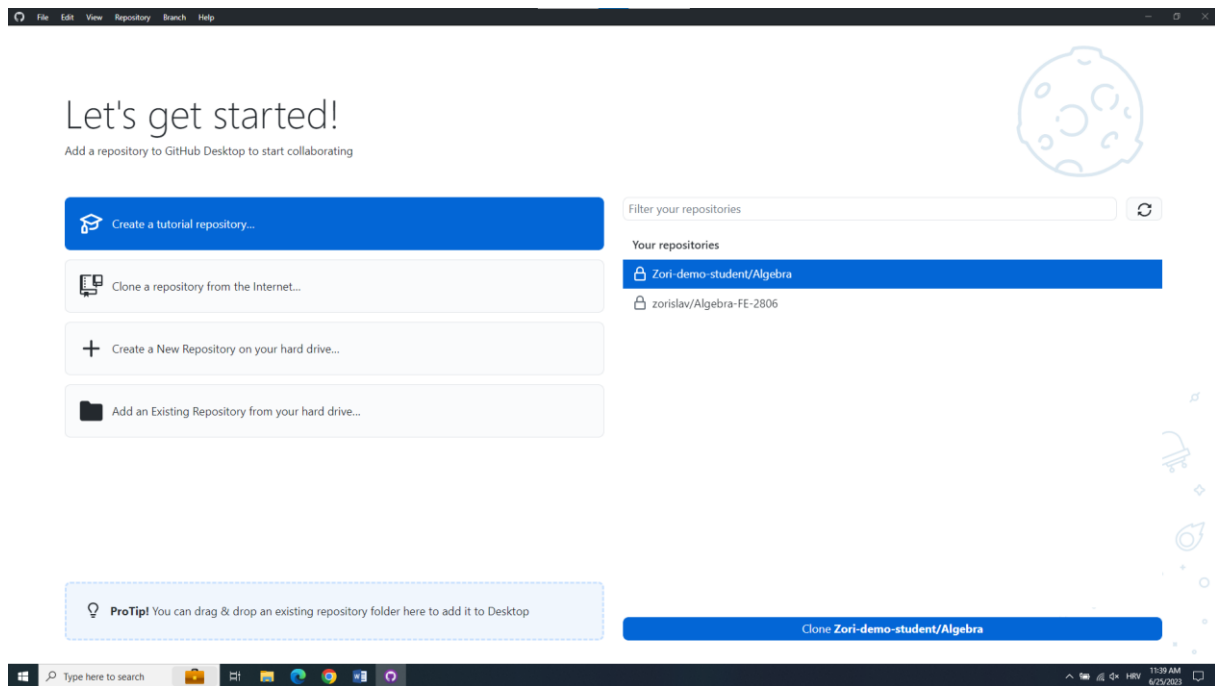 File Edit View Repository Branch Help
Let's get started!
Add a repository to GitHub Desktop to start collaborating
Create a tutorial repository...
Clone a repository from the Internet...
Create a New Repository on your hard drive...
Add an Existing Repository from your hard drive...
ProTip! You can drag & drop an existing repository folder here to add it to Desktop
Filter your repositories
Your repositories
Zori-demo-student/Algebra
zorislav/Algebra-FE-2806
Clone Zori-demo-student/Algebra
Type here to search
HRV
11:39 AM
6/25/2023